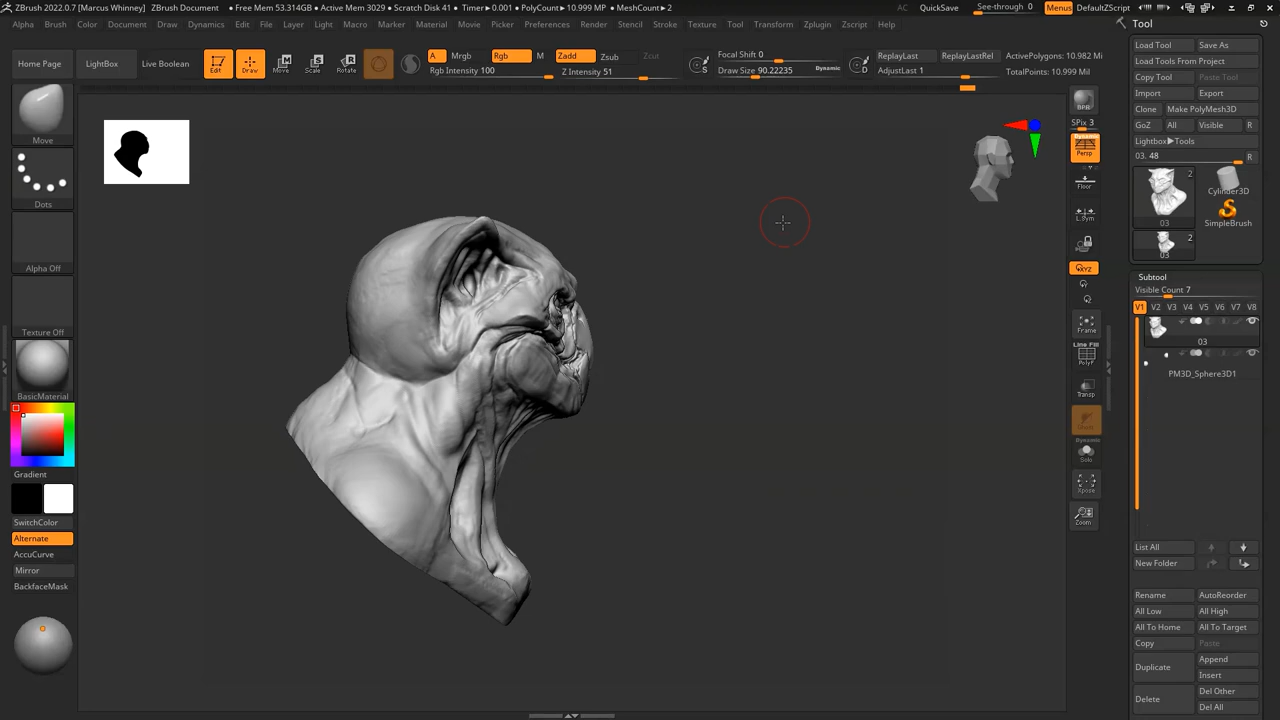 ZBrush 2022.0.7 [Marcus Whinney] ZBrush Document ● Free Mem 53.314GB ● Active Mem 3029 ● Scratch Disk 41 ● Timer▶0.001 ● PolyCount▶10.999 MP ● MeshCount▶2 AC QuickSave See-through 0 Menus DefaultZScript
Alpha Brush Color Document Draw Dynamics Edit File Layer Light Macro Marker Material Movie Picker Preferences Render Stencil Stroke Texture Tool Transform Zplugin Zscript Help
Tool
Home Page LightBox Live Boolean Edit Draw Move Scale Rotate
A Mrgb Rgb M Zadd Zsub Zcut
Rgb Intensity 100 Z Intensity 51
Focal Shift 0
Draw Size 90.22235 Dynamic
S D
ReplayLast ReplayLastRel ActivePolygons: 10.982 Mi
AdjustLast 1 TotalPoints: 10.999 mil
Load Tool Save As
Load Tools From Project
Copy Tool Paste Tool
Import Export
Clone Make PolyMesh3D
GoZ All Visible R
Lightbox▶Tools
03. 48 R
2
03
Cylinder3D
SimpleBrush
2
03
Subtool
Visible Count 7
V1 V2 V3 V4 V5 V6 V7 V8
03
PM3D_Sphere3D1
List All
New Folder
Rename AutoReorder
All Low All High
All To Home All To Target
Copy Paste
Duplicate Append
Insert
Delete Del Other
Del All
Move
Dots
Alpha Off
Texture Off
BasicMaterial
Gradient
SwitchColor
Alternate
AccuCurve
Mirror
BackfaceMask
BPR
SPix 3
Dynamic
Persp
Floor
L.Sym
XYZ
Frame
Line Fill
PolyF
Transp
Dynamic
Solo
Xpose
Zoom